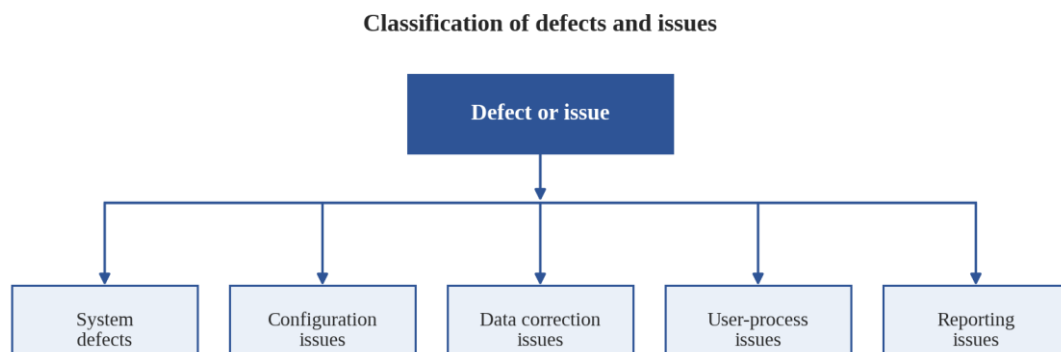 Classification of defects and issues
Defect or issue
System
defects
Configuration
issues
Data correction
issues
User-process
issues
Reporting
issues